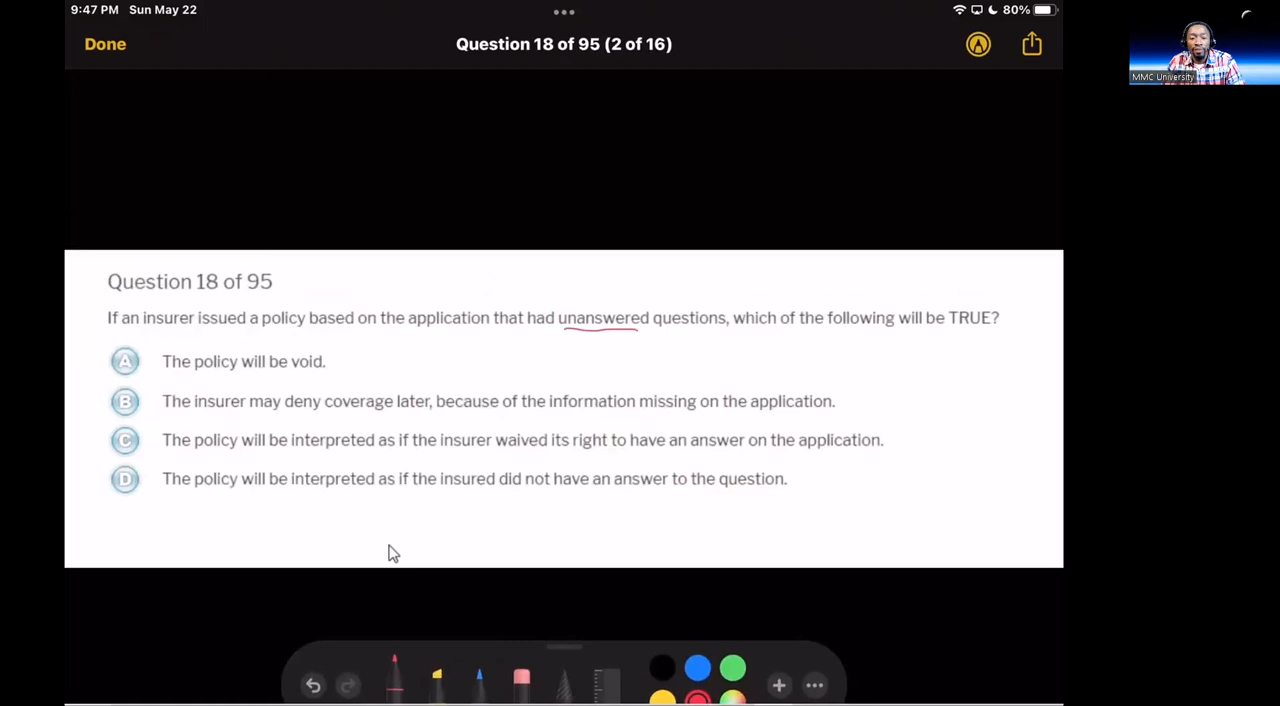 9:47 PM Sun May 22
80%
Done
Question 18 of 95 (2 of 16)
MMC University
Question 18 of 95
If an insurer issued a policy based on the application that had unanswered questions, which of the following will be TRUE?
A The policy will be void.
B The insurer may deny coverage later, because of the information missing on the application.
C The policy will be interpreted as if the insurer waived its right to have an answer on the application.
D The policy will be interpreted as if the insured did not have an answer to the question.